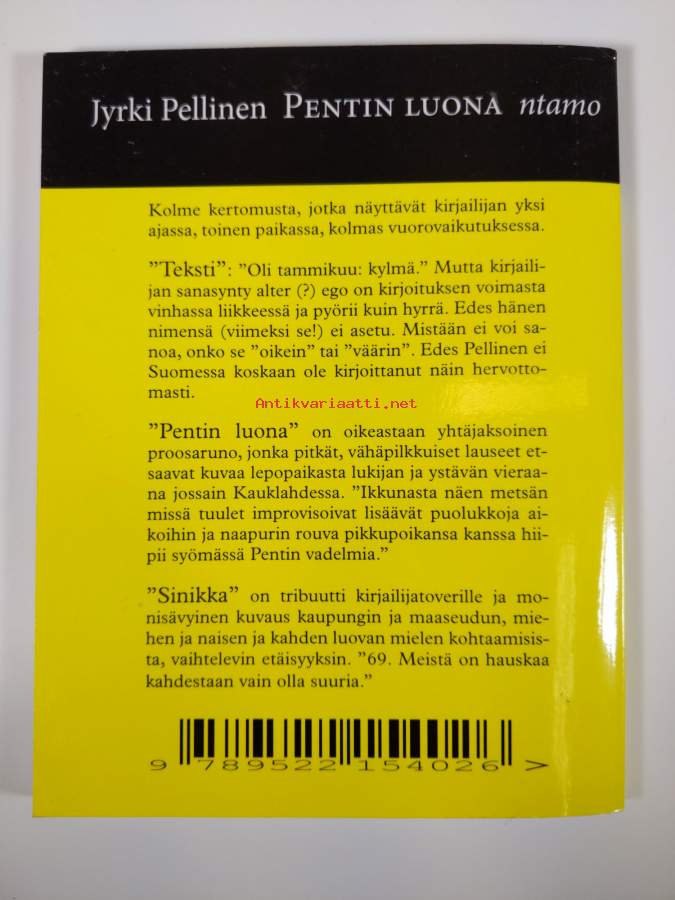 Jyrki Pellinen PENTIN LUONA ntamo
Kolme kertomusta, jotka näyttävät kirjailijan yksi
ajassa, toinen paikassa, kolmas vuorovaikutuksessa.
”Teksti”: ”Oli tammikuu: kylmä.” Mutta kirjaili-
jan sanasynty alter (?) ego on kirjoituksen voimasta
vinhassa liikkeessä ja pyörii kuin hyrrä. Edes hänen
nimensä (viimeksi se!) ei asetu. Mistään ei voi sa-
noa, onko se ”oikein” tai ”väärin”. Edes Pellinen ei
Suomessa koskaan ole kirjoittanut näin hervotto-
masti.
Antikvariaatti.net
”Pentin luona” on oikeastaan yhtäjaksoinen
proosaruno, jonka pitkät, vähäpilkkuiset lauseet et-
saavat kuvaa lepopaikasta lukijan ja ystävän vieraa-
na jossain Kauklahdessa. ”Ikkunasta näen metsän
missä tuulet improvisoivat lisäävät puolukkoja ai-
koihin ja naapurin rouva pikkupoikansa kanssa hii-
pii syömässä Pentin vadelmia.”
”Sinikka” on tribuutti kirjailijatoverille ja mo-
nisävyinen kuvaus kaupungin ja maaseudun, mie-
hen ja naisen ja kahden luovan mielen kohtaamisis-
ta, vaihtelevin etäisyyksin. ”69. Meistä on hauskaa
kahdestaan vain olla suuria.”
9 789522 154026 >